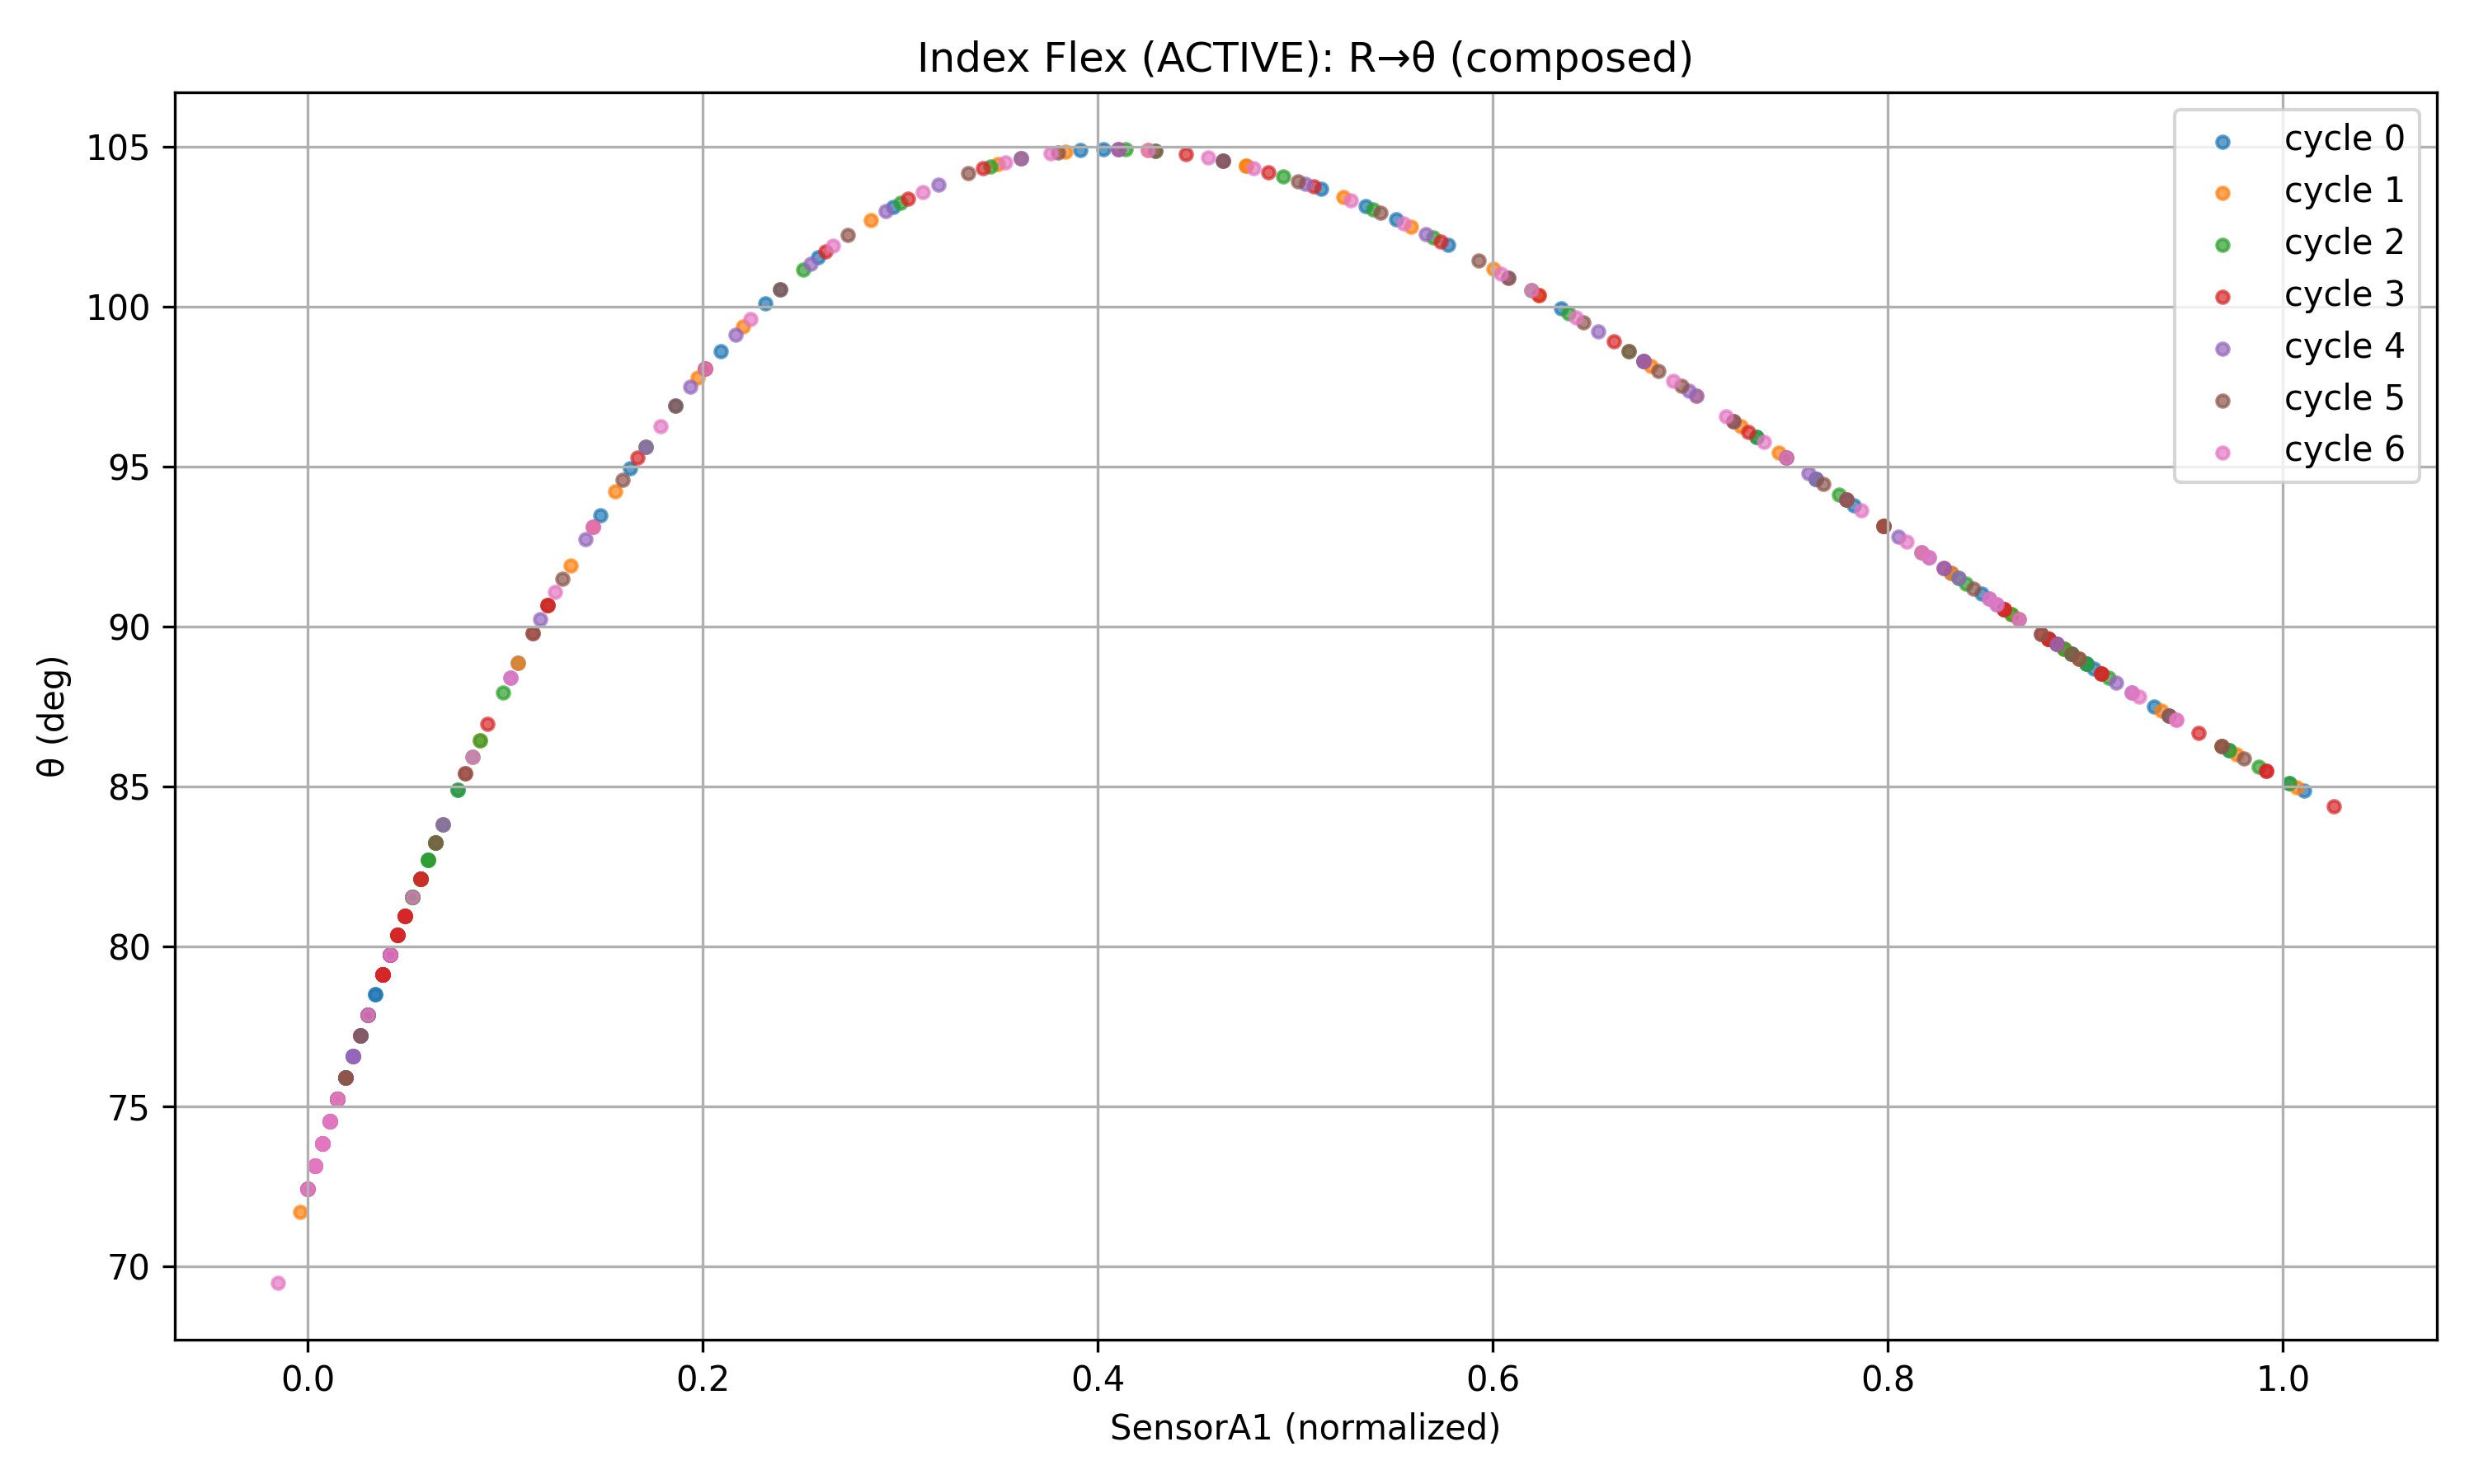 Index Flex (ACTIVE): R→θ (composed)
105
100
95
90
85
80
75
70
θ (deg)
cycle 0
cycle 1
cycle 2
cycle 3
cycle 4
cycle 5
cycle 6
0.0 0.2 0.4 0.6 0.8 1.0
SensorA1 (normalized)